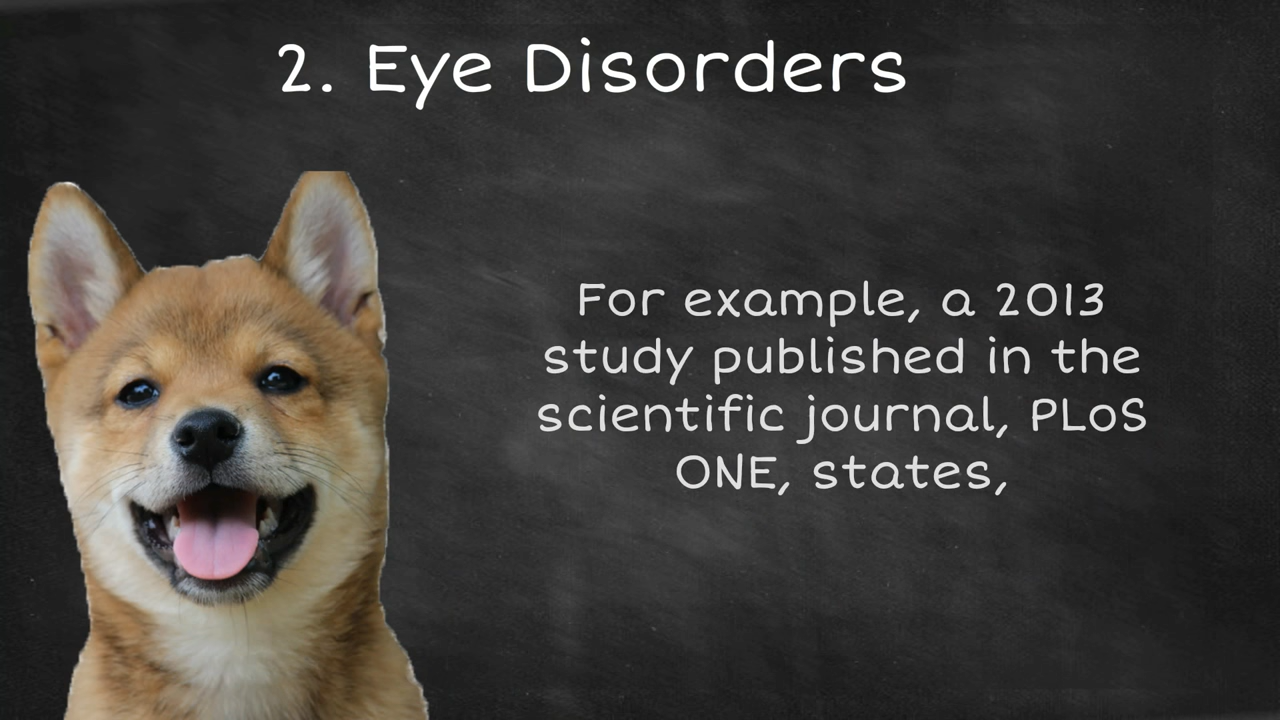 2. Eye Disorders
For example, a 2013
study published in the
scientific journal, PLoS
ONE, states,